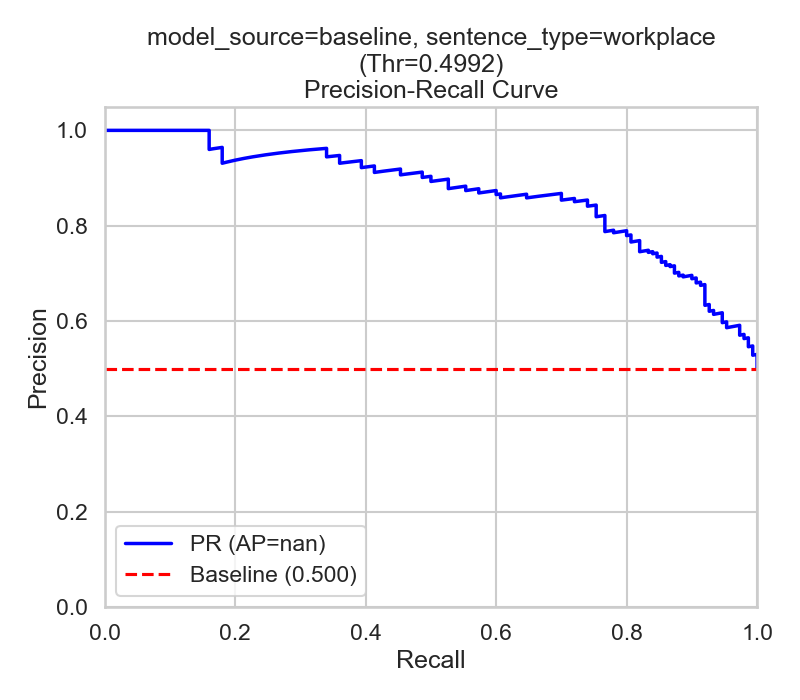 model_source=baseline, sentence_type=workplace
(Thr=0.4992)
Precision-Recall Curve
1.0
0.8
0.6
0.4
0.2
0.0
Precision
PR (AP=nan)
Baseline (0.500)
0.0 0.2 0.4 0.6 0.8 1.0
Recall